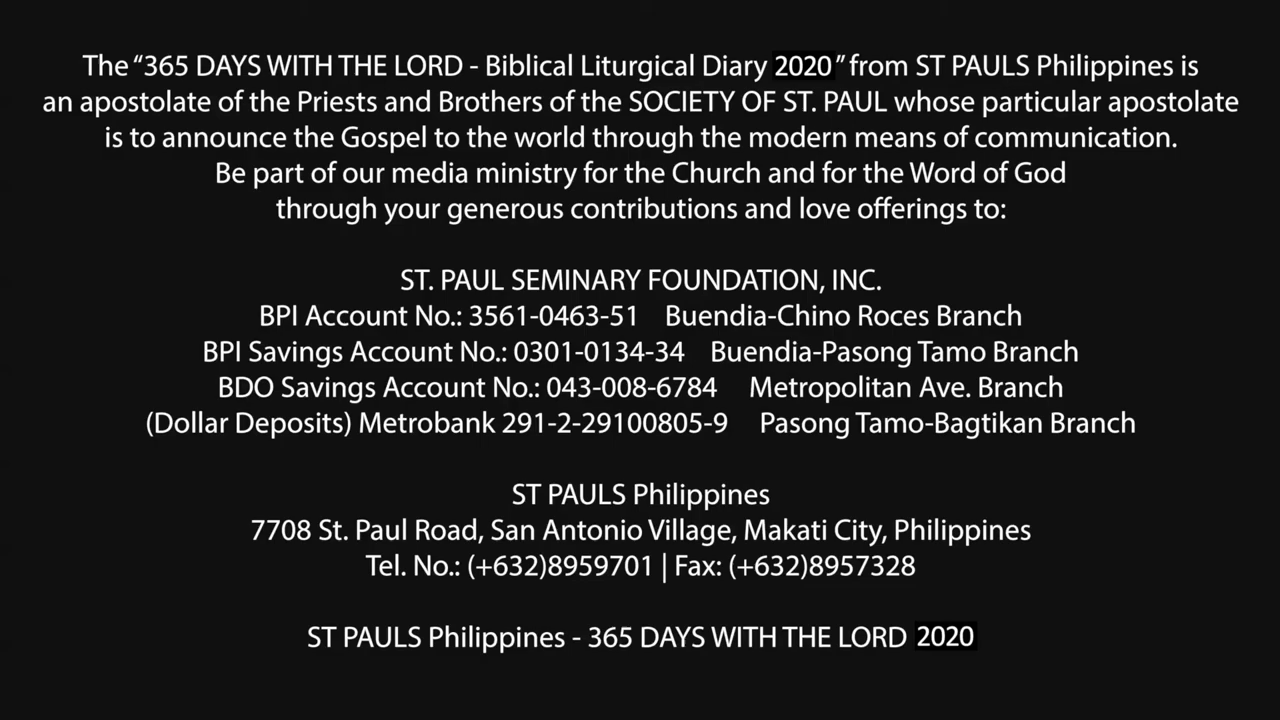 The “365 DAYS WITH THE LORD - Biblical Liturgical Diary 2020” from ST PAULS Philippines is
an apostolate of the Priests and Brothers of the SOCIETY OF ST. PAUL whose particular apostolate
is to announce the Gospel to the world through the modern means of communication.
Be part of our media ministry for the Church and for the Word of God
through your generous contributions and love offerings to:
ST. PAUL SEMINARY FOUNDATION, INC.
BPI Account No.: 3561-0463-51 Buendia-Chino Roces Branch
BPI Savings Account No.: 0301-0134-34 Buendia-Pasong Tamo Branch
BDO Savings Account No.: 043-008-6784 Metropolitan Ave. Branch
(Dollar Deposits) Metrobank 291-2-29100805-9 Pasong Tamo-Bagtikan Branch
ST PAULS Philippines
7708 St. Paul Road, San Antonio Village, Makati City, Philippines
Tel. No.: (+632)8959701 | Fax: (+632)8957328
ST PAULS Philippines - 365 DAYS WITH THE LORD 2020